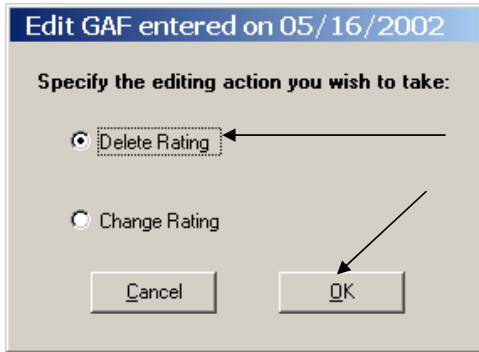 Edit GAF entered on 05/16/2002
Specify the editing action you wish to take:
Delete Rating
Change Rating
Cancel
OK